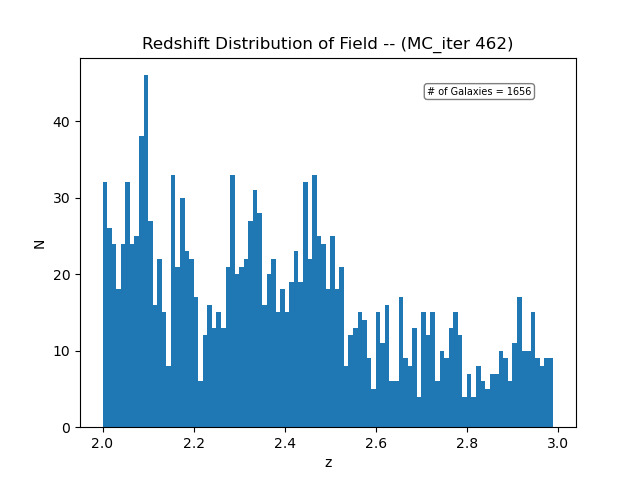 Redshift Distribution of Field -- (MC_iter 462)
# of Galaxies = 1656
40
30
20
10
0
N
2.0 2.2 2.4 2.6 2.8 3.0
z